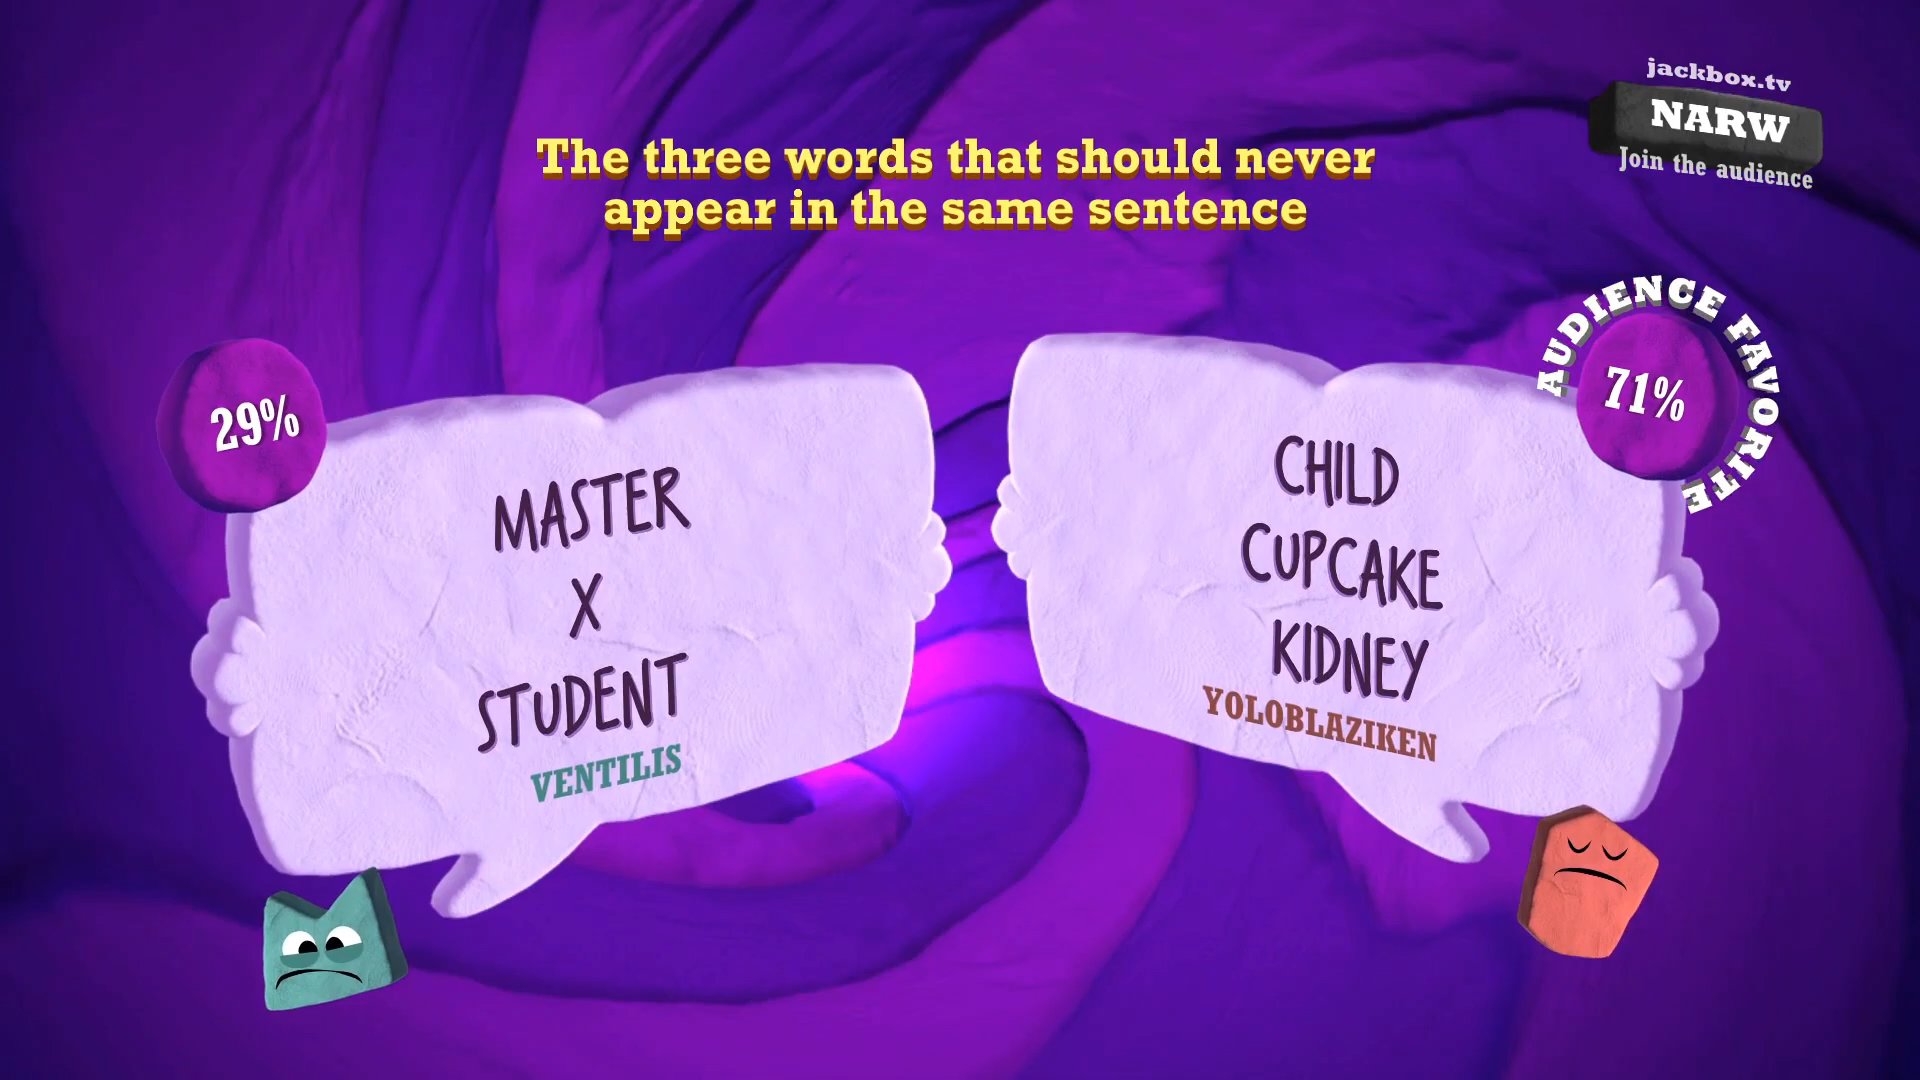 jackbox.tv
NARW
Join the audience
The three words that should never
appear in the same sentence
29%
MASTER
X
STUDENT
VENTILIS
AUDIENCE FAVORITE
71%
CHILD
CUPCAKE
KIDNEY
YOLOBLAZIKEN